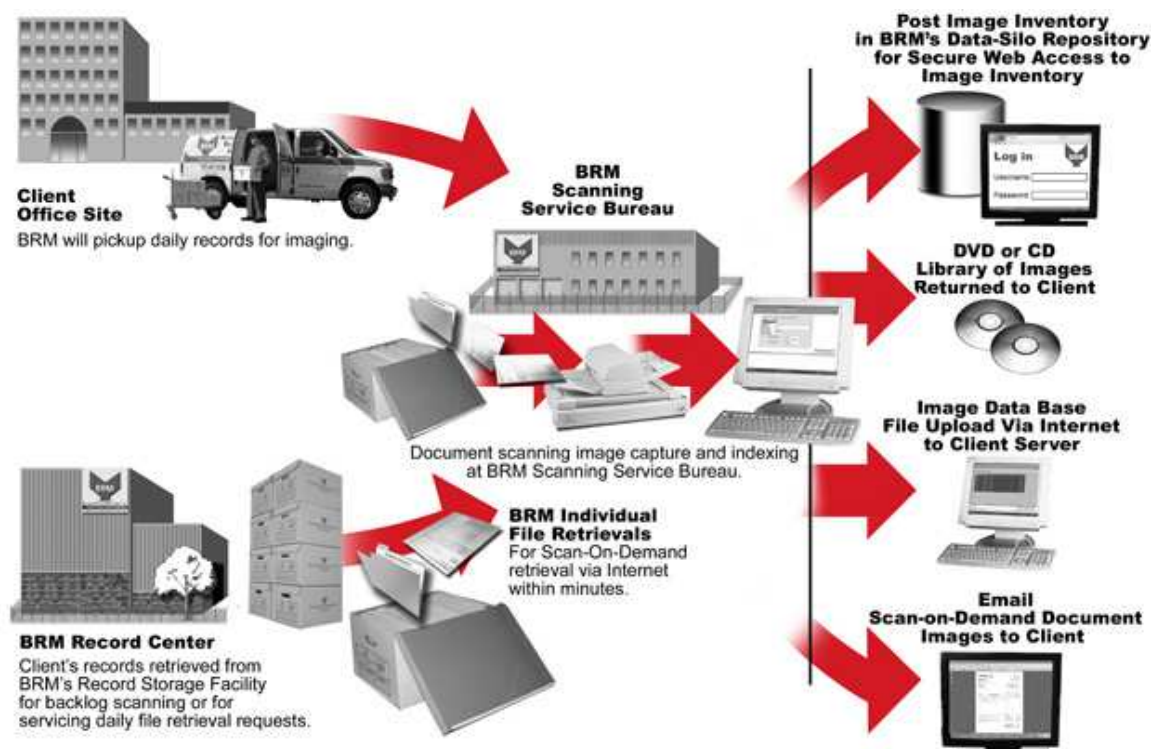 Client
Office Site
BRM will pickup daily records for imaging.
BRM
Scanning
Service Bureau
BRM
Document scanning image capture and indexing
at BRM Scanning Service Bureau.
BRM
BRM Record Center
Client's records retrieved from
BRM's Record Storage Facility
for backlog scanning or for
servicing daily file retrieval requests.
BRM Individual
File Retrievals
For Scan-On-Demand
retrieval via Internet
within minutes.
Post Image Inventory
in BRM's Data-Silo Repository
for Secure Web Access to
Image Inventory
Log in
Username
Password
DVD or CD
Library of Images
Returned to Client
Image Data Base
File Upload Via Internet
to Client Server
Email
Scan-on-Demand Document
Images to Client